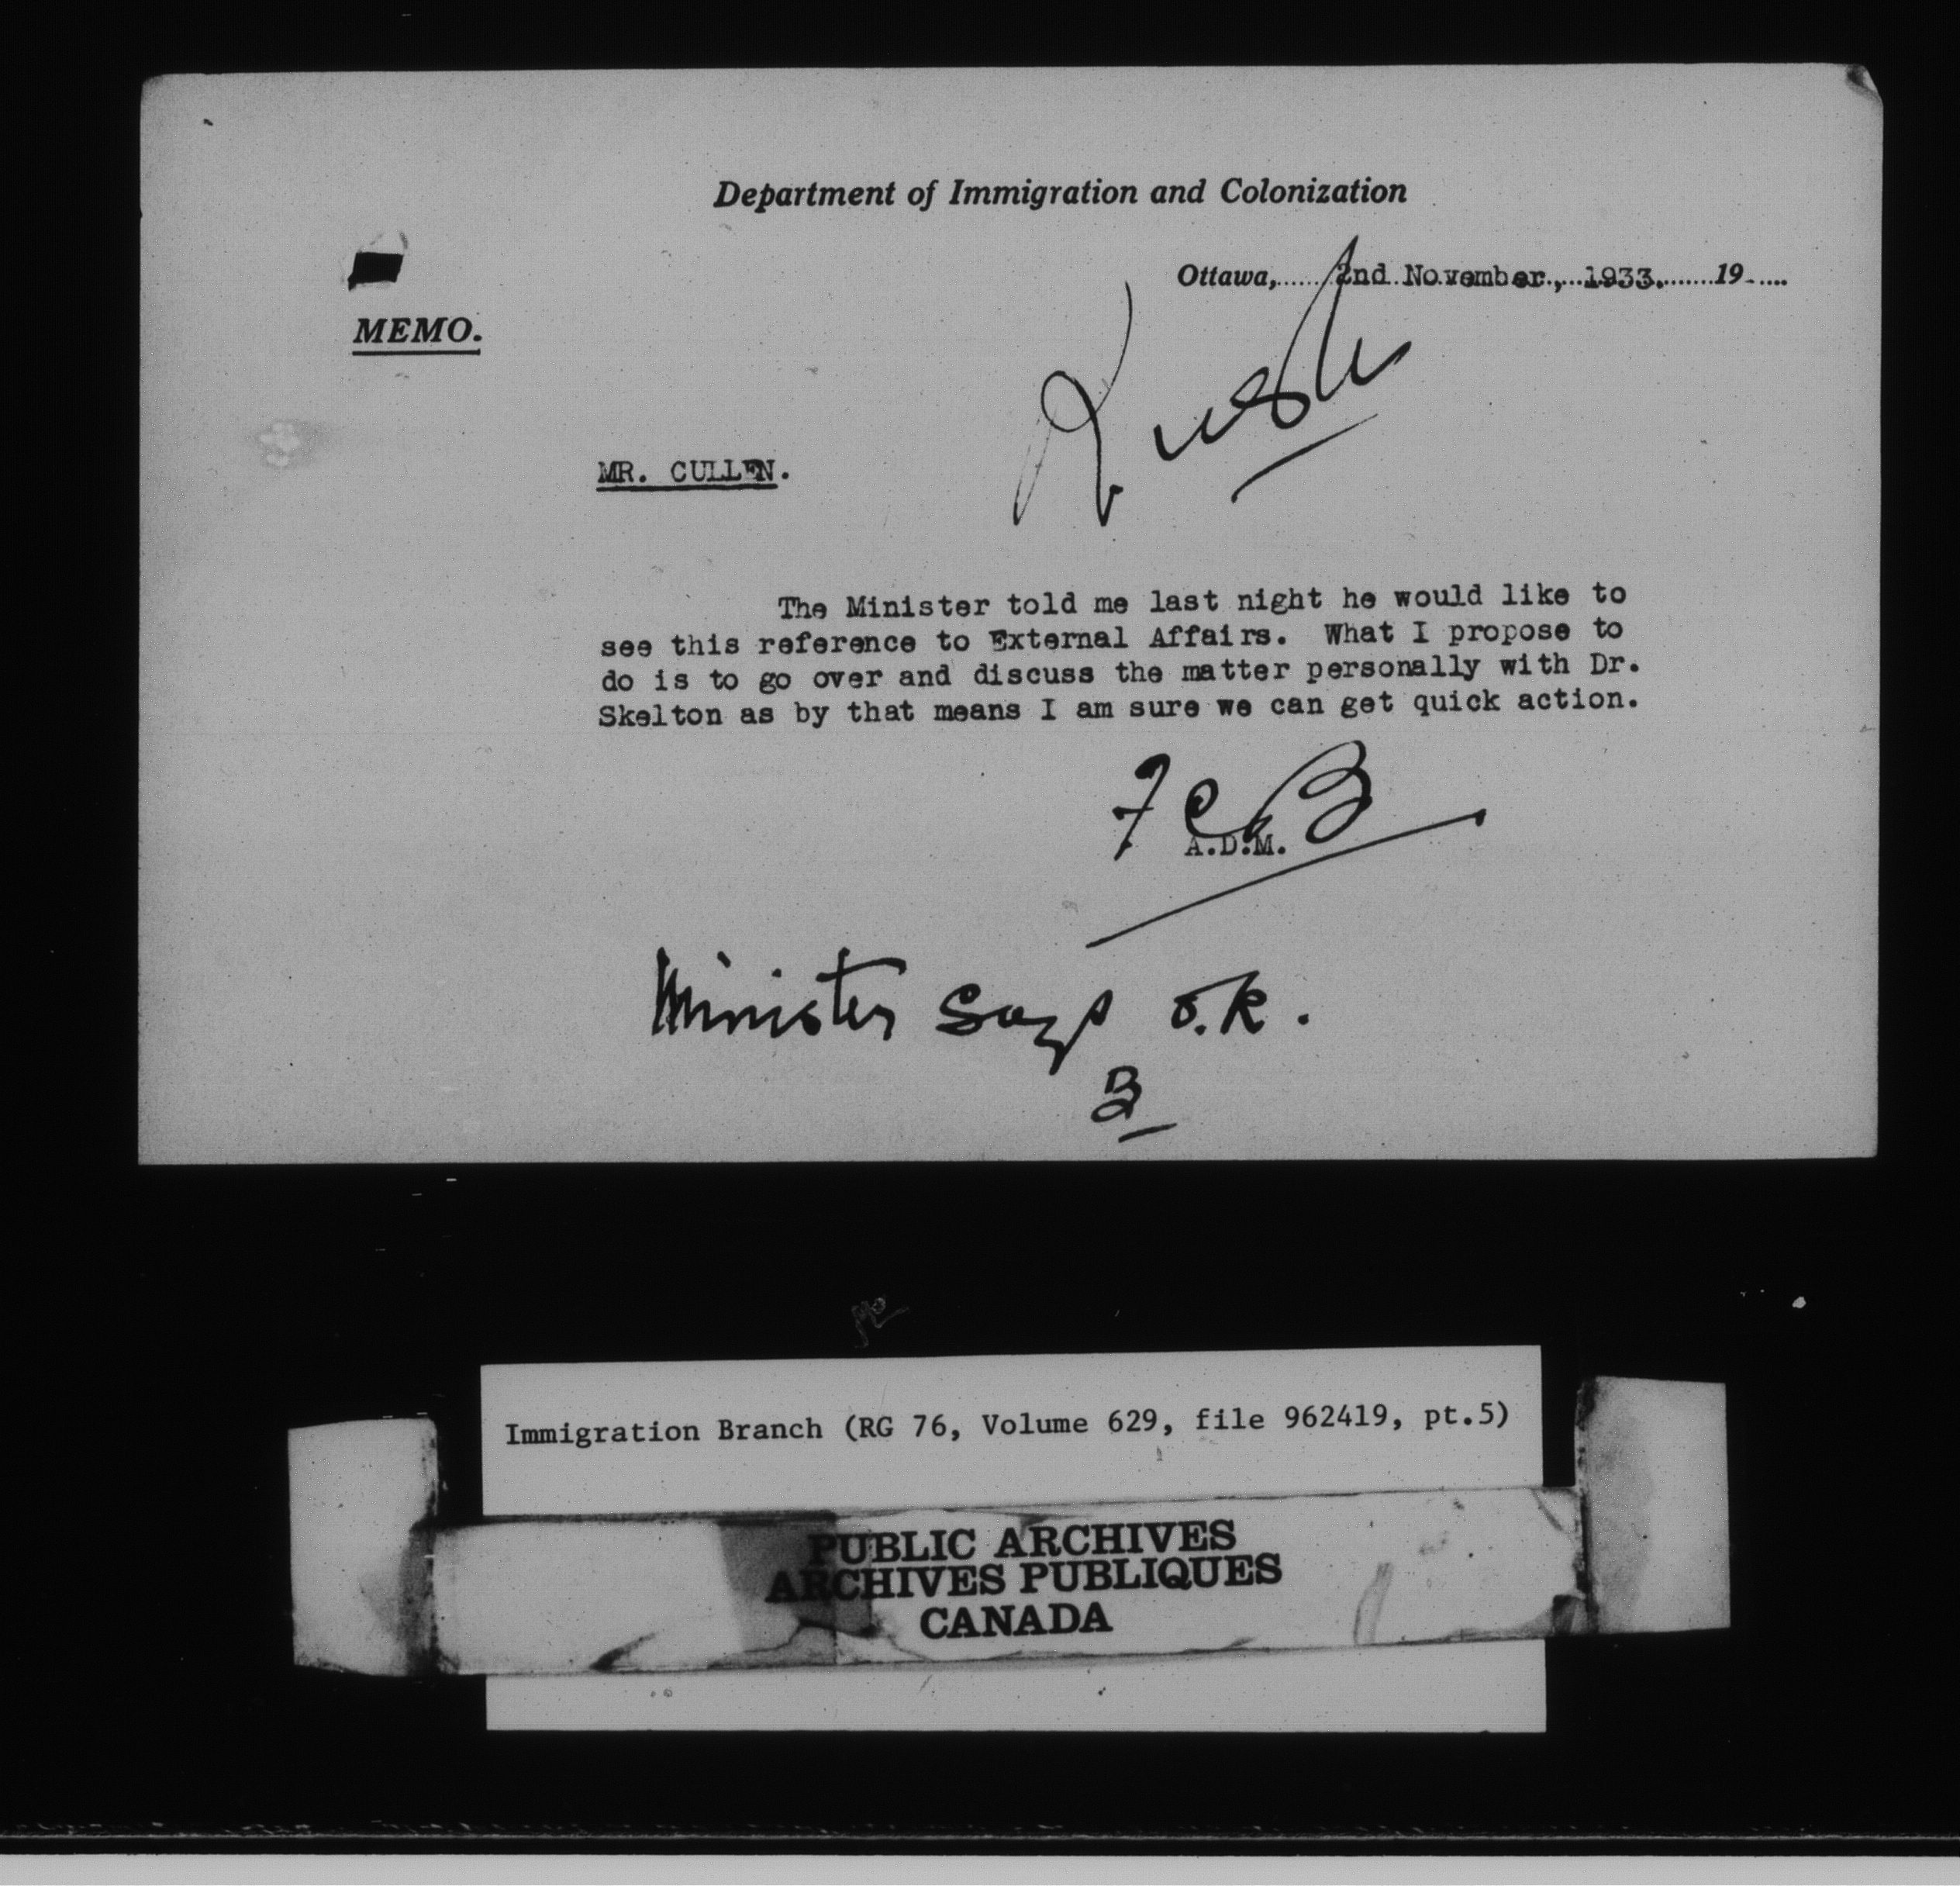 Department of Immigration and Colonization
Ottawa, 2nd November, 1933. 19
MEMO.
Rush
MR. CULLEN.
The Minister told me last night he would like to
see this reference to External Affairs. What I propose to
do is to go over and discuss the matter personally with Dr.
Skelton as by that means I am sure we can get quick action.
F C B
A.D.M.
Minister says O.K.
B
Immigration Branch (RG 76, Volume 629, file 962419, pt.5)
PUBLIC ARCHIVES
ARCHIVES PUBLIQUES
CANADA